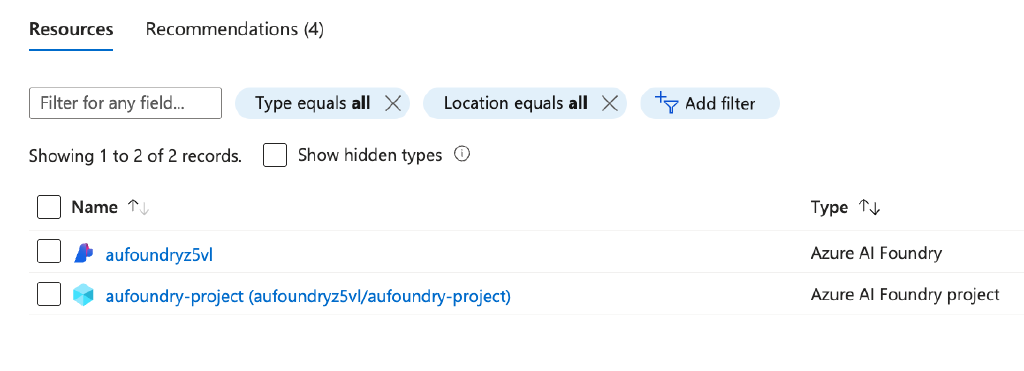 Resources Recommendations (4)
Filter for any field... Type equals all Location equals all Add filter
Showing 1 to 2 of 2 records. Show hidden types
Name Type
aufoundryz5vl Azure AI Foundry
aufoundry-project (aufoundryz5vl/aufoundry-project) Azure AI Foundry project